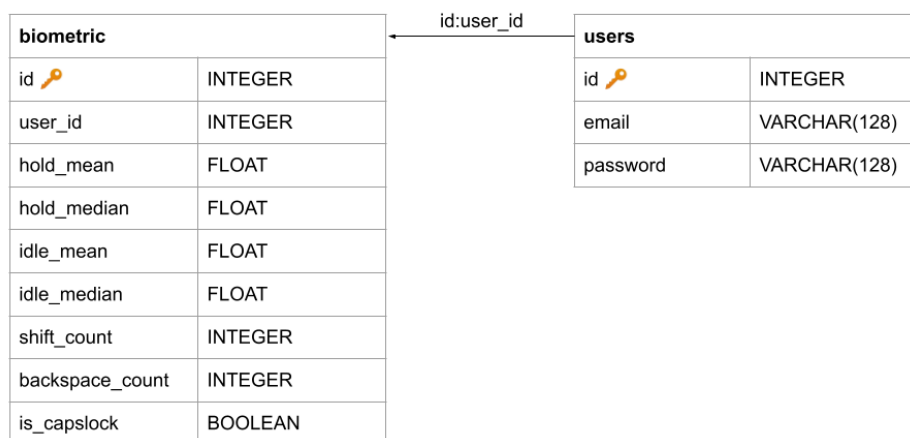 id:user_id
biometric
id INTEGER
user_id INTEGER
hold_mean FLOAT
hold_median FLOAT
idle_mean FLOAT
idle_median FLOAT
shift_count INTEGER
backspace_count INTEGER
is_capslock BOOLEAN
users
id INTEGER
email VARCHAR(128)
password VARCHAR(128)